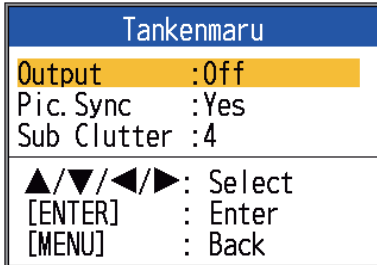 Tankenmaru
Output :Off
Pic.Sync :Yes
Sub Clutter :4
▲/▼/◀/▶: Select
[ENTER] : Enter
[MENU] : Back